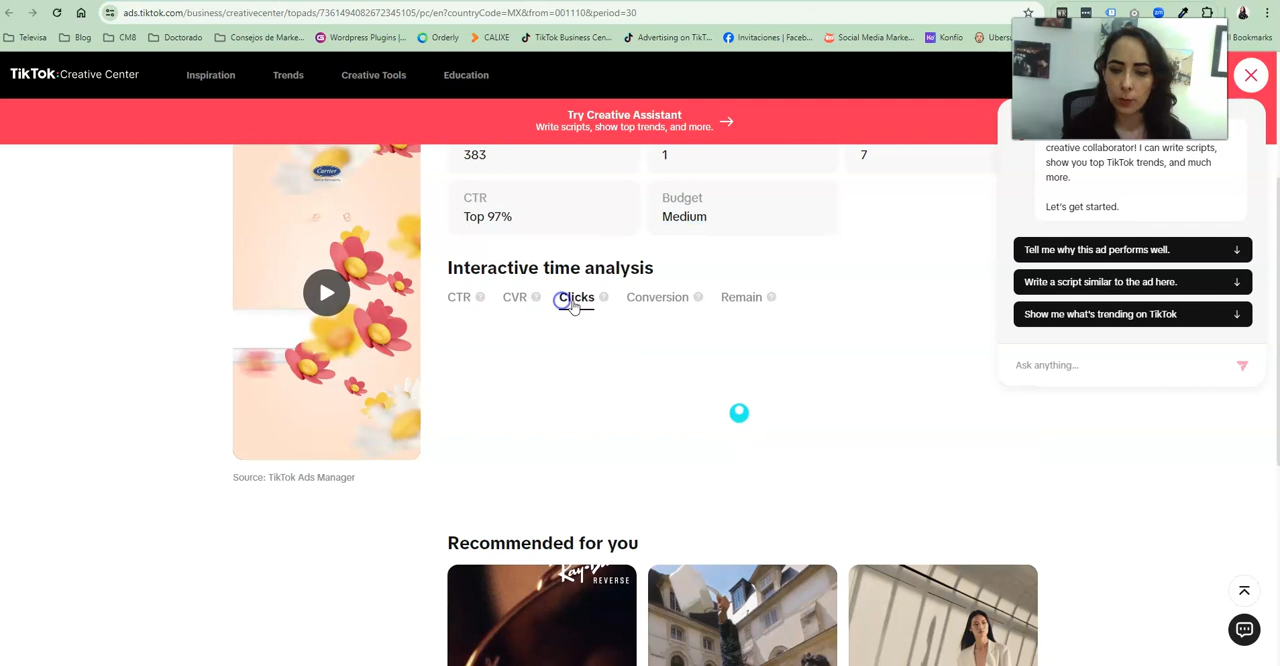 ads.tiktok.com/business/creativecenter/topads/7361494082672345105/pc/en?countryCode=MX&from=001110&period=30
Televisa
Blog
CM8
Doctorado
Consejos de Marke...
Wordpress Plugins |...
Orderly
CALIXE
TikTok Business Cen...
Advertising on TikT...
Invitaciones | Faceb...
Social Media Marke...
Konfio
Ubersu
Bookmarks
TikTok: Creative Center
Inspiration
Trends
Creative Tools
Education
Try Creative Assistant
Write scripts, show top trends, and more.
383
1
7
CTR
Top 97%
Budget
Medium
Carrier
Interactive time analysis
CTR
CVR
Clicks
Conversion
Remain
Source: TikTok Ads Manager
Recommended for you
Ray-B
REVERSE
creative collaborator! I can write scripts,
show you top TikTok trends, and much
more.
Let's get started.
Tell me why this ad performs well.
Write a script similar to the ad here.
Show me what's trending on TikTok
Ask anything...